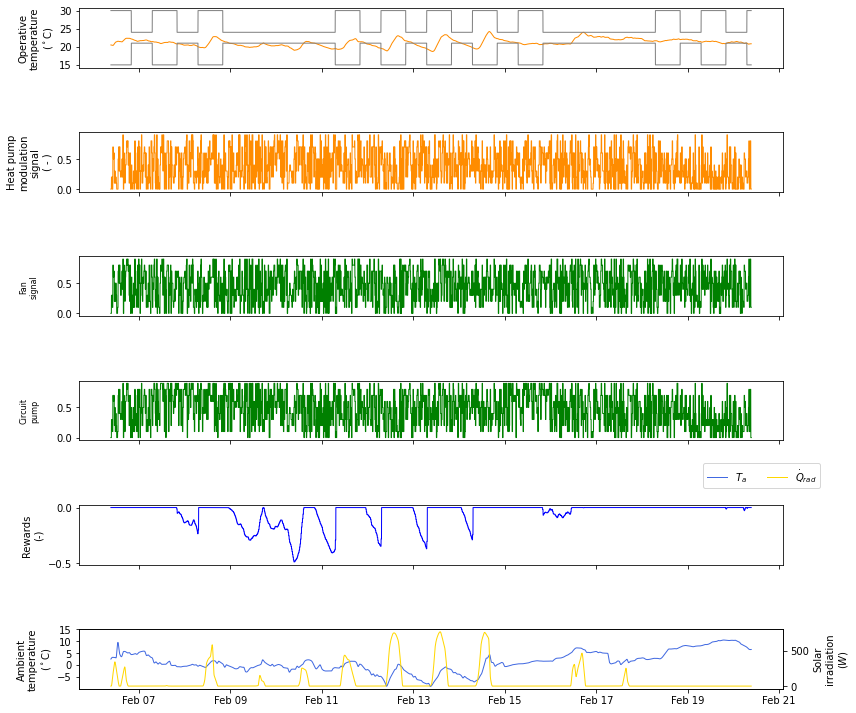 Operative
temperature
(°C)
30
25
20
15
Heat pump
modulation
signal
( - )
0.5
0.0
Fan
signal
0.5
0.0
Circuit
pump
0.5
0.0
T_a Q̇_rad
Rewards
(-)
0.0
−0.5
Ambient
temperature
(°C)
15
10
5
0
−5
500
0
Solar
irradiation
(W)
Feb 07 Feb 09 Feb 11 Feb 13 Feb 15 Feb 17 Feb 19 Feb 21